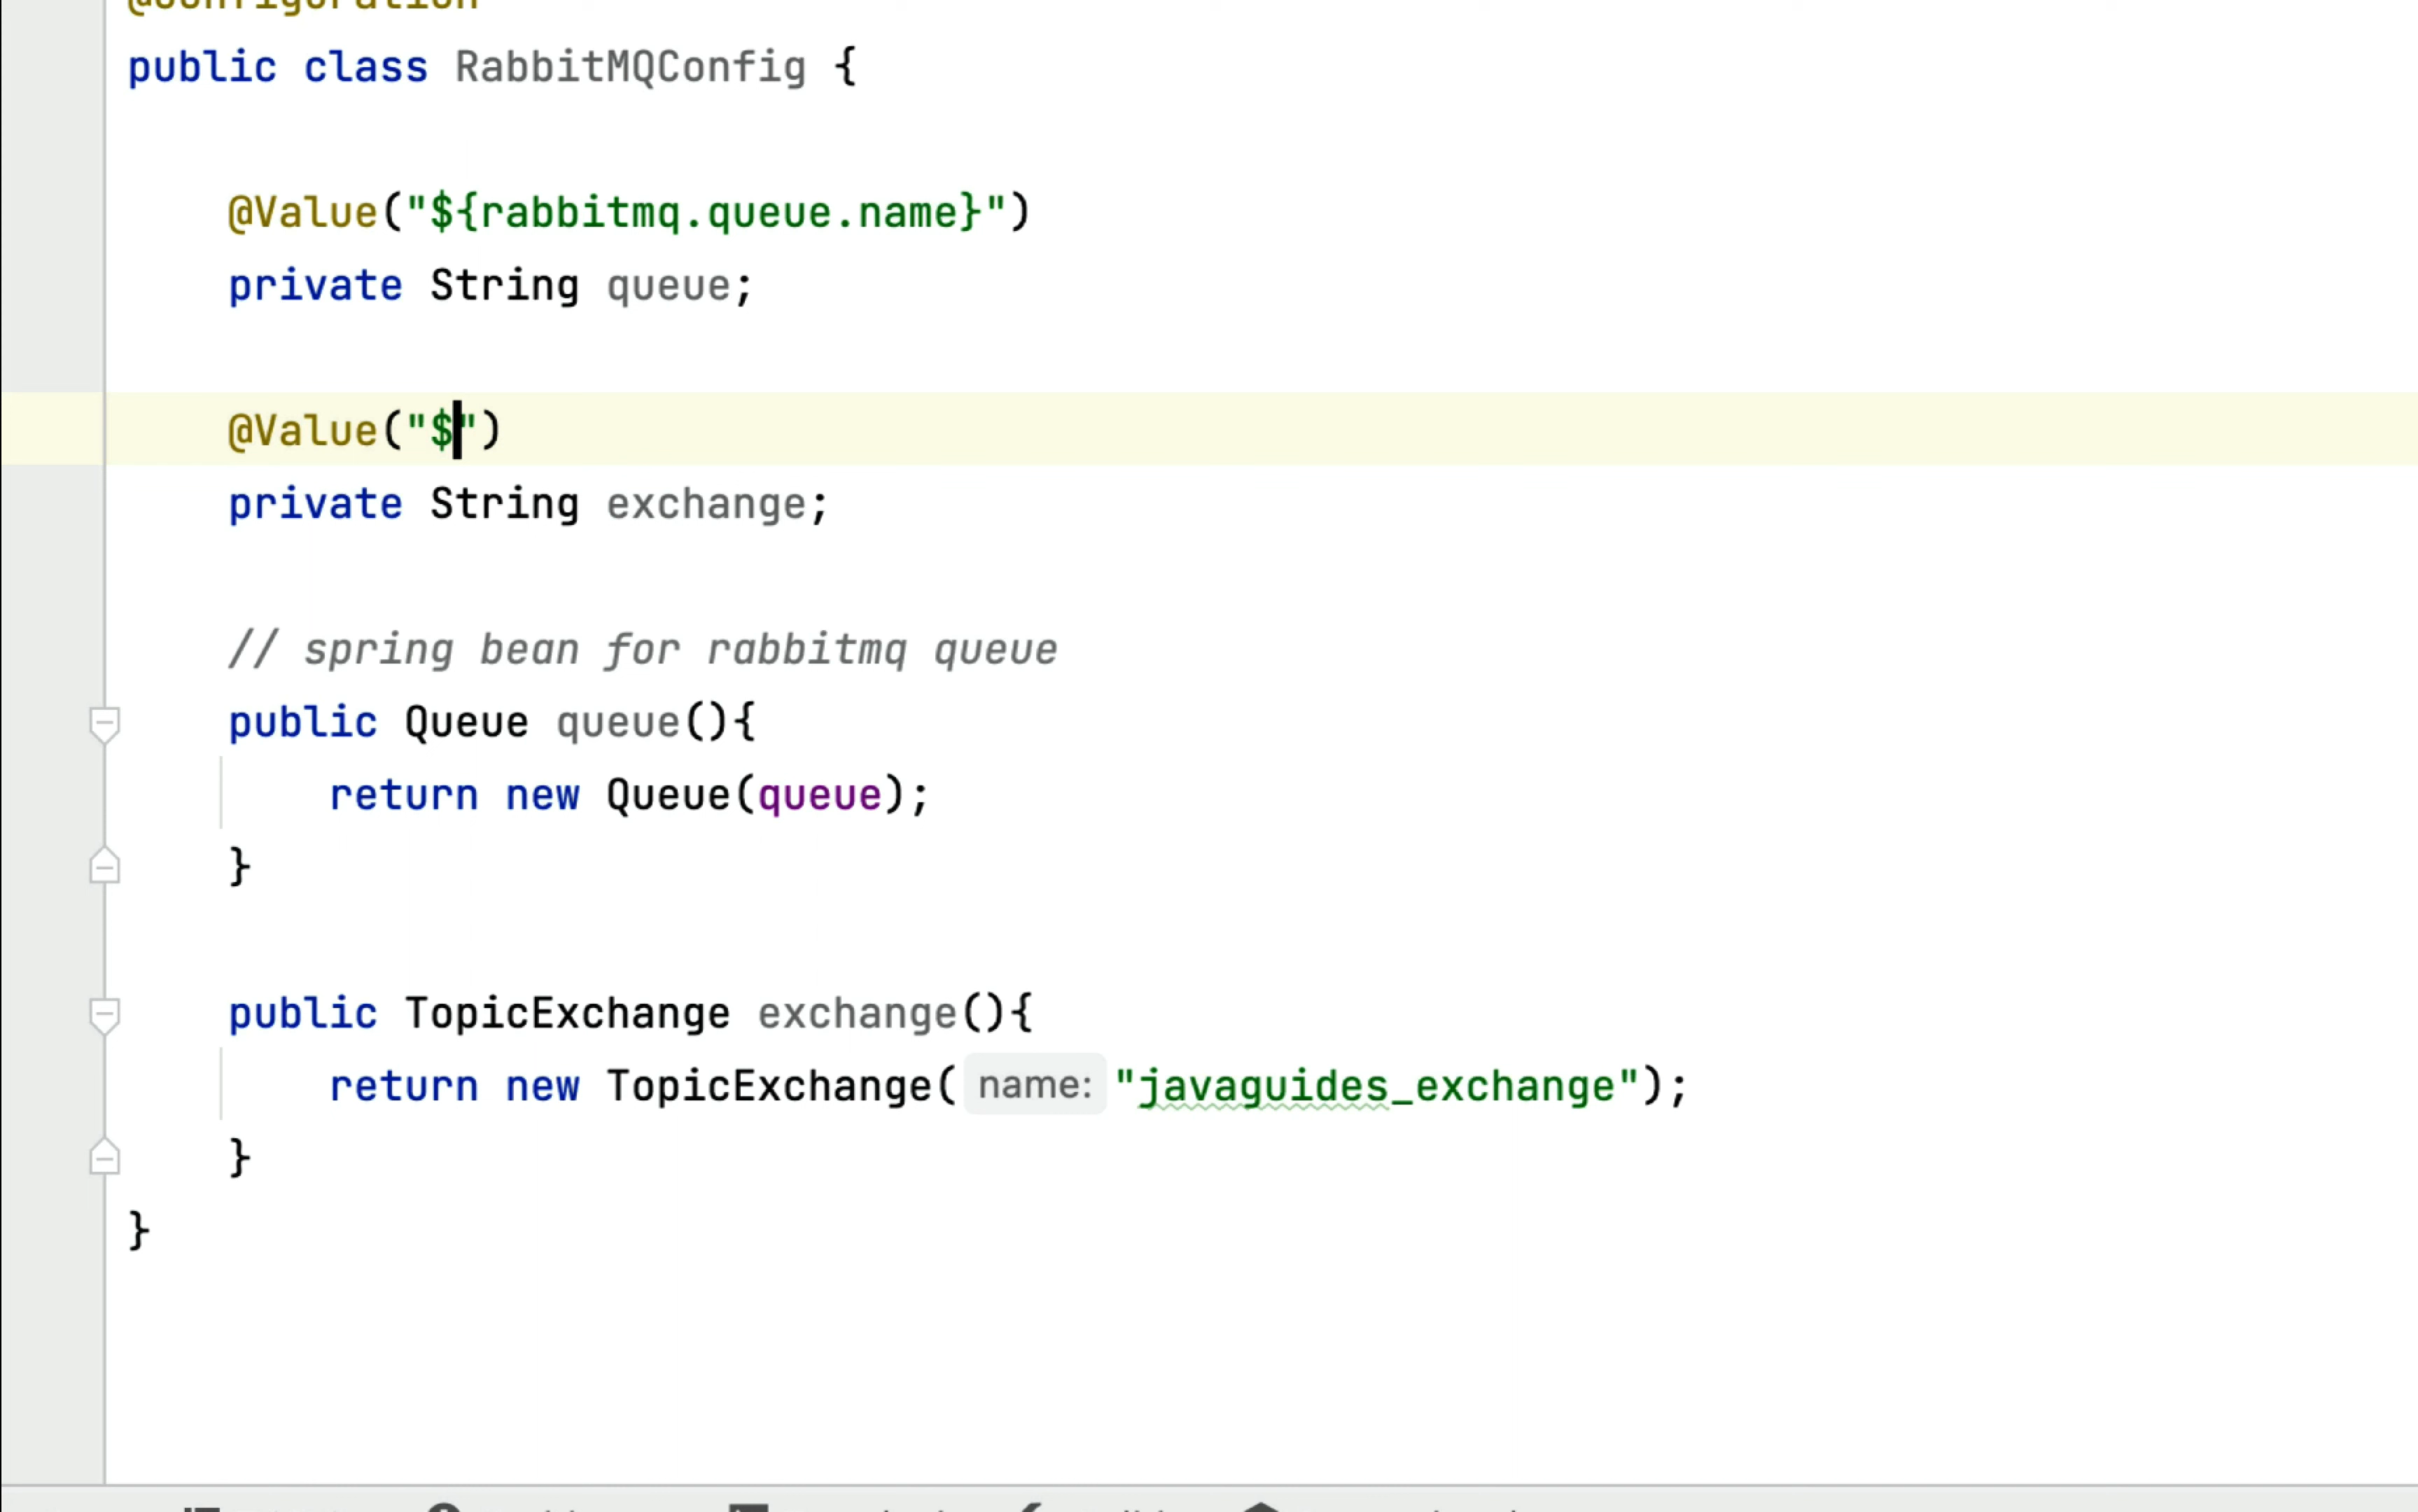 @Configuration
public class RabbitMQConfig {
@Value("${rabbitmq.queue.name}")
private String queue;
@Value("$")
private String exchange;
// spring bean for rabbitmq queue
public Queue queue(){
return new Queue(queue);
}
public TopicExchange exchange(){
return new TopicExchange( name: "javaguides_exchange");
}
}